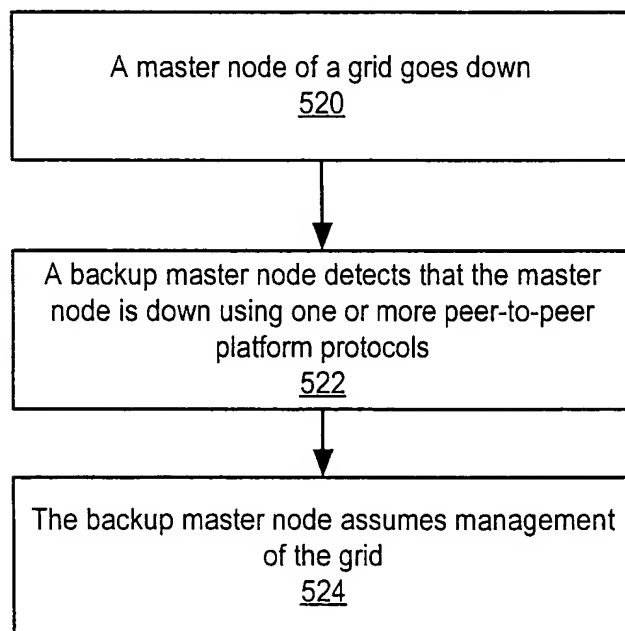 A master node of a grid goes down
520
A backup master node detects that the master
node is down using one or more peer-to-peer
platform protocols
522
The backup master node assumes management
of the grid
524